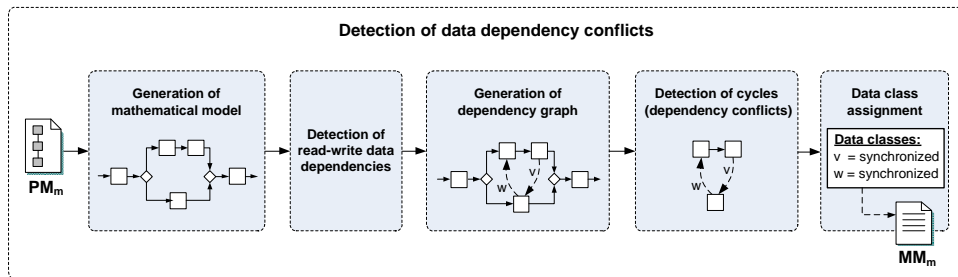 Detection of data dependency conflicts
Generation of
mathematical model
Detection of
read-write data
dependencies
Generation of
dependency graph
w
v
Detection of cycles
(dependency conflicts)
w
v
Data class
assignment
Data classes:
v = synchronized
w = synchronized
PMm
MMm